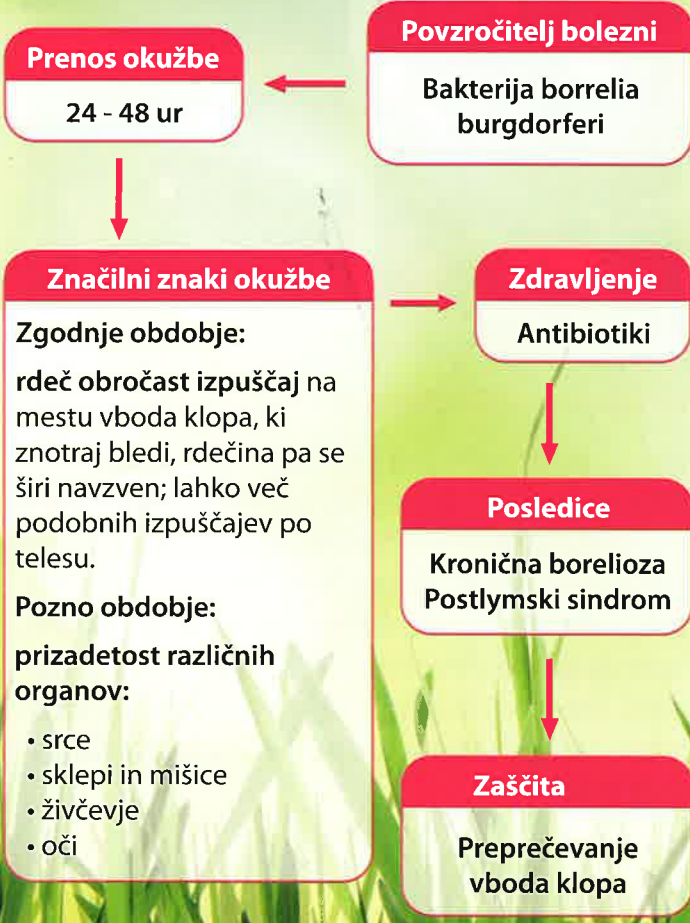 Povzročitelj bolezni
Bakterija borrelia
burgdorferi
Prenos okužbe
24 - 48 ur
Značilni znaki okužbe
Zgodnje obdobje:
rdeč obročast izpuščaj na
mestu vboda klopa, ki
znotraj bledi, rdečina pa se
širi navzven; lahko več
podobnih izpuščajev po
telesu.
Pozno obdobje:
prizadetost različnih
organov:
• srce
• sklepi in mišice
• živčevje
• oči
Zdravljenje
Antibiotiki
Posledice
Kronična borelioza
Postlymski sindrom
Zaščita
Preprečevanje
vboda klopa